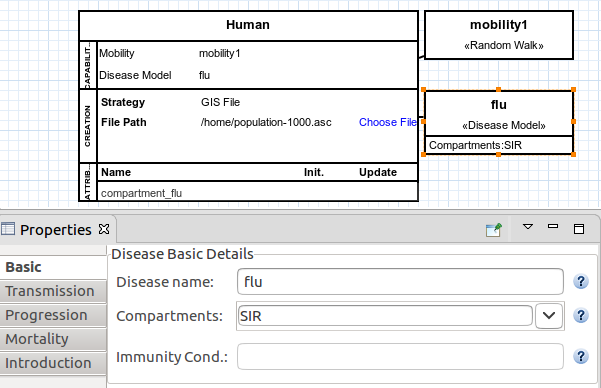 Human
CAPABILIT..
Mobility mobility1
Disease Model flu
CREATION
Strategy GIS File
File Path /home/population-1000.asc Choose File
ATTRIB..
Name Init. Update
compartment_flu
mobility1
«Random Walk»
flu
«Disease Model»
Compartments:SIR
Properties
Basic
Transmission
Progression
Mortality
Introduction
Disease Basic Details
Disease name: flu
Compartments: SIR
Immunity Cond.: